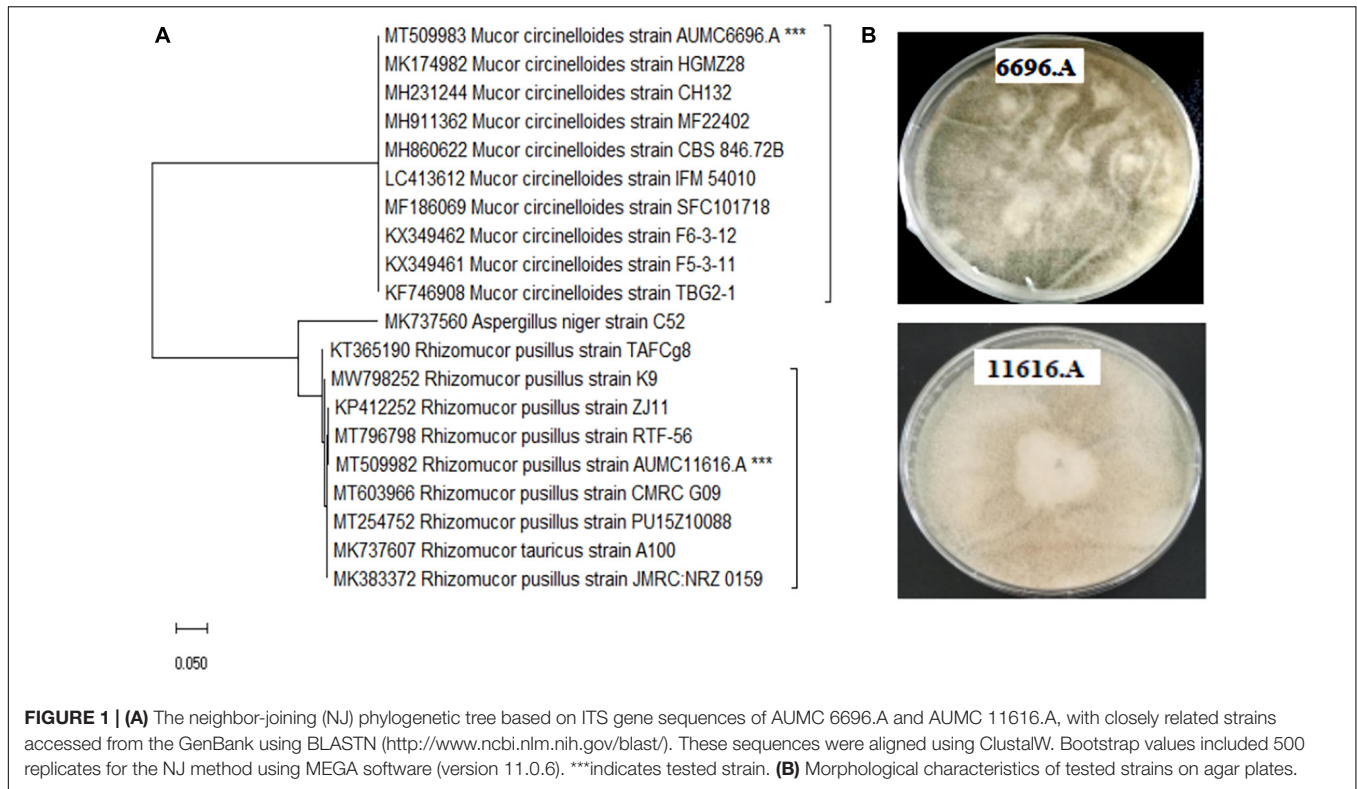 A
MT509983 Mucor circinelloides strain AUMC6696.A ***
MK174982 Mucor circinelloides strain HGMZ28
MH231244 Mucor circinelloides strain CH132
MH911362 Mucor circinelloides strain MF22402
MH860622 Mucor circinelloides strain CBS 846.72B
LC413612 Mucor circinelloides strain IFM 54010
MF186069 Mucor circinelloides strain SFC101718
KX349462 Mucor circinelloides strain F6-3-12
KX349461 Mucor circinelloides strain F5-3-11
KF746908 Mucor circinelloides strain TBG2-1
MK737560 Aspergillus niger strain C52
KT365190 Rhizomucor pusillus strain TAFCg8
MW798252 Rhizomucor pusillus strain K9
KP412252 Rhizomucor pusillus strain ZJ11
MT796798 Rhizomucor pusillus strain RTF-56
MT509982 Rhizomucor pusillus strain AUMC11616.A ***
MT603966 Rhizomucor pusillus strain CMRC G09
MT254752 Rhizomucor pusillus strain PU15Z10088
MK737607 Rhizomucor tauricus strain A100
MK383372 Rhizomucor pusillus strain JMRC:NRZ 0159
0.050
B
6696.A
11616.A
FIGURE 1 | (A) The neighbor-joining (NJ) phylogenetic tree based on ITS gene sequences of AUMC 6696.A and AUMC 11616.A, with closely related strains
accessed from the GenBank using BLASTN (http://www.ncbi.nlm.nih.gov/blast/). These sequences were aligned using ClustalW. Bootstrap values included 500
replicates for the NJ method using MEGA software (version 11.0.6). ***indicates tested strain. (B) Morphological characteristics of tested strains on agar plates.